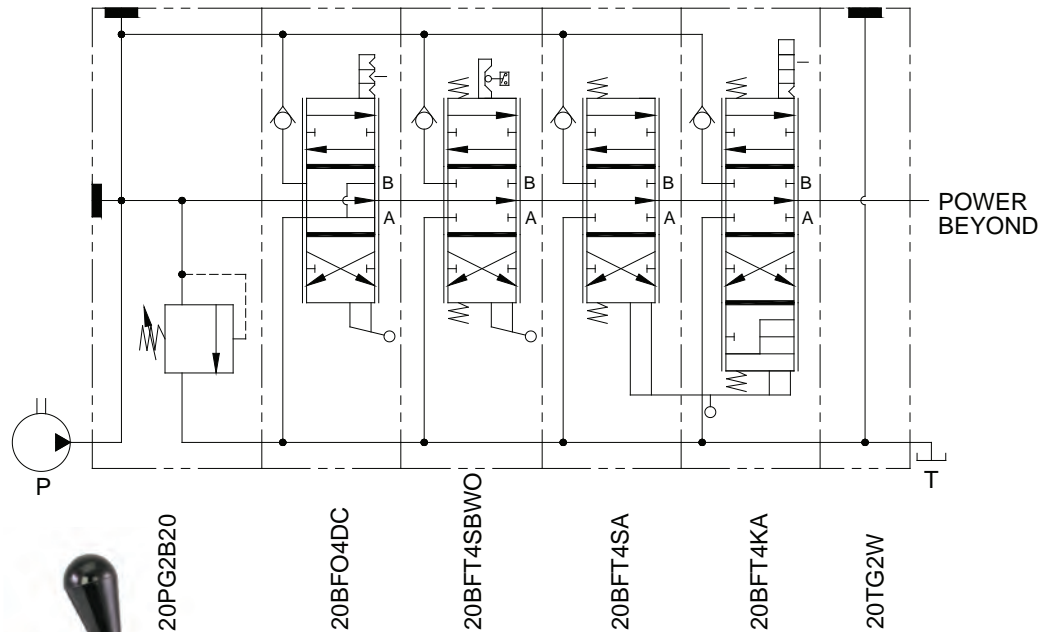 B
B
B
B
A
A
A
A
POWER
BEYOND
P
T
20PG2B20
20BFO4DC
20BFT4SBWO
20BFT4SA
20BFT4KA
20TG2W